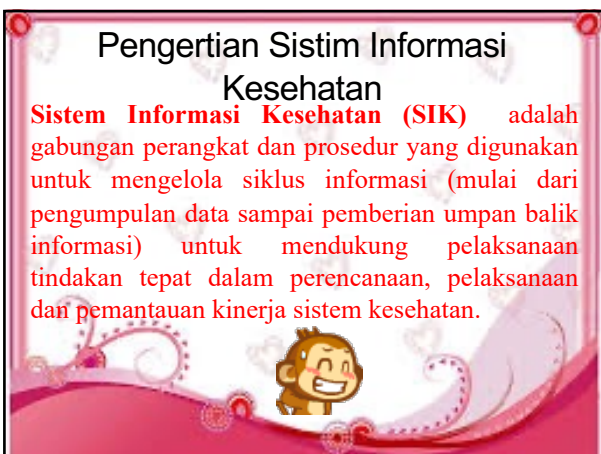 Pengertian Sistim Informasi
Kesehatan
Sistem Informasi Kesehatan (SIK) adalah
gabungan perangkat dan prosedur yang digunakan
untuk mengelola siklus informasi (mulai dari
pengumpulan data sampai pemberian umpan balik
informasi) untuk mendukung pelaksanaan
tindakan tepat dalam perencanaan, pelaksanaan
dan pemantauan kinerja sistem kesehatan.